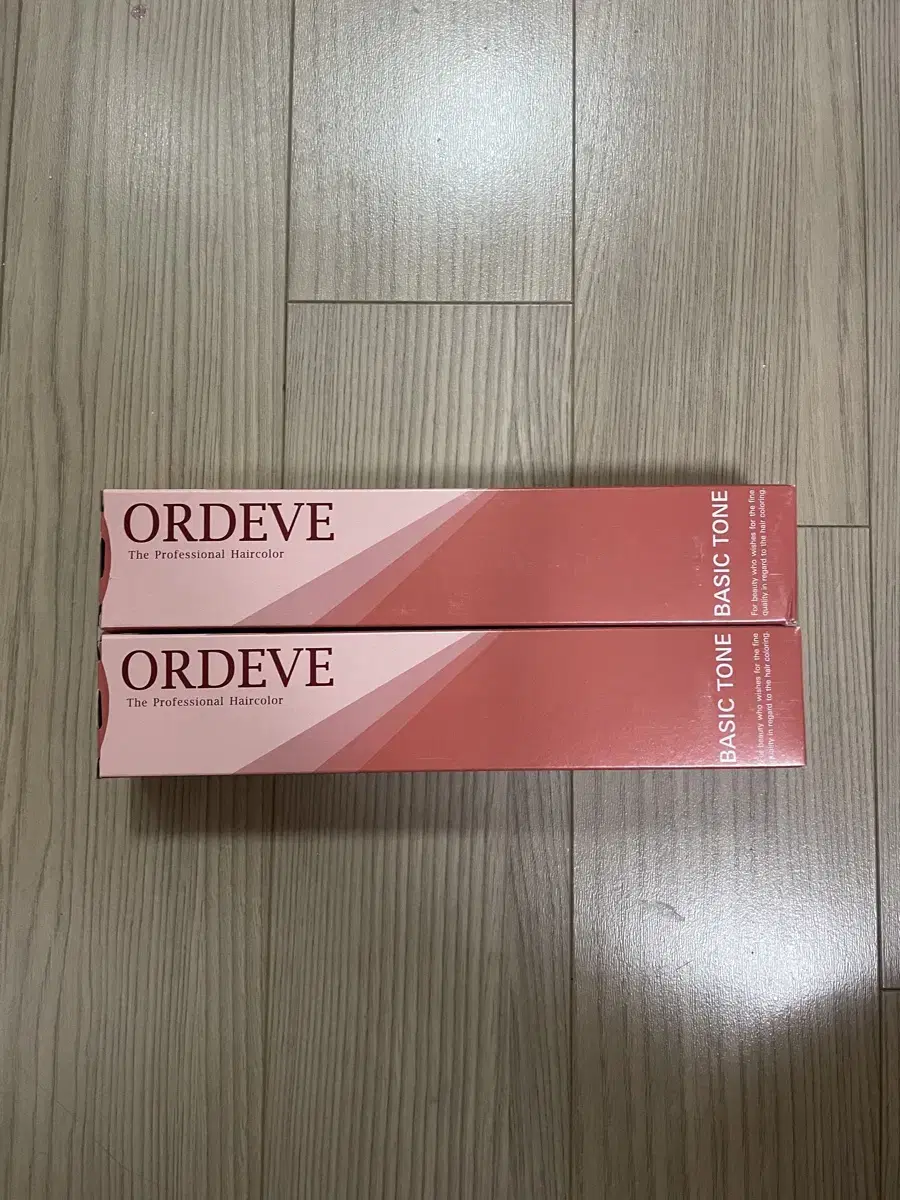 ORDEVE
The Professional Haircolor
BASIC TONE
For beauty who wishes for the fine
quality in regard to the hair coloring.
ORDEVE
The Professional Haircolor
BASIC TONE
For beauty who wishes for the fine
quality in regard to the hair coloring.